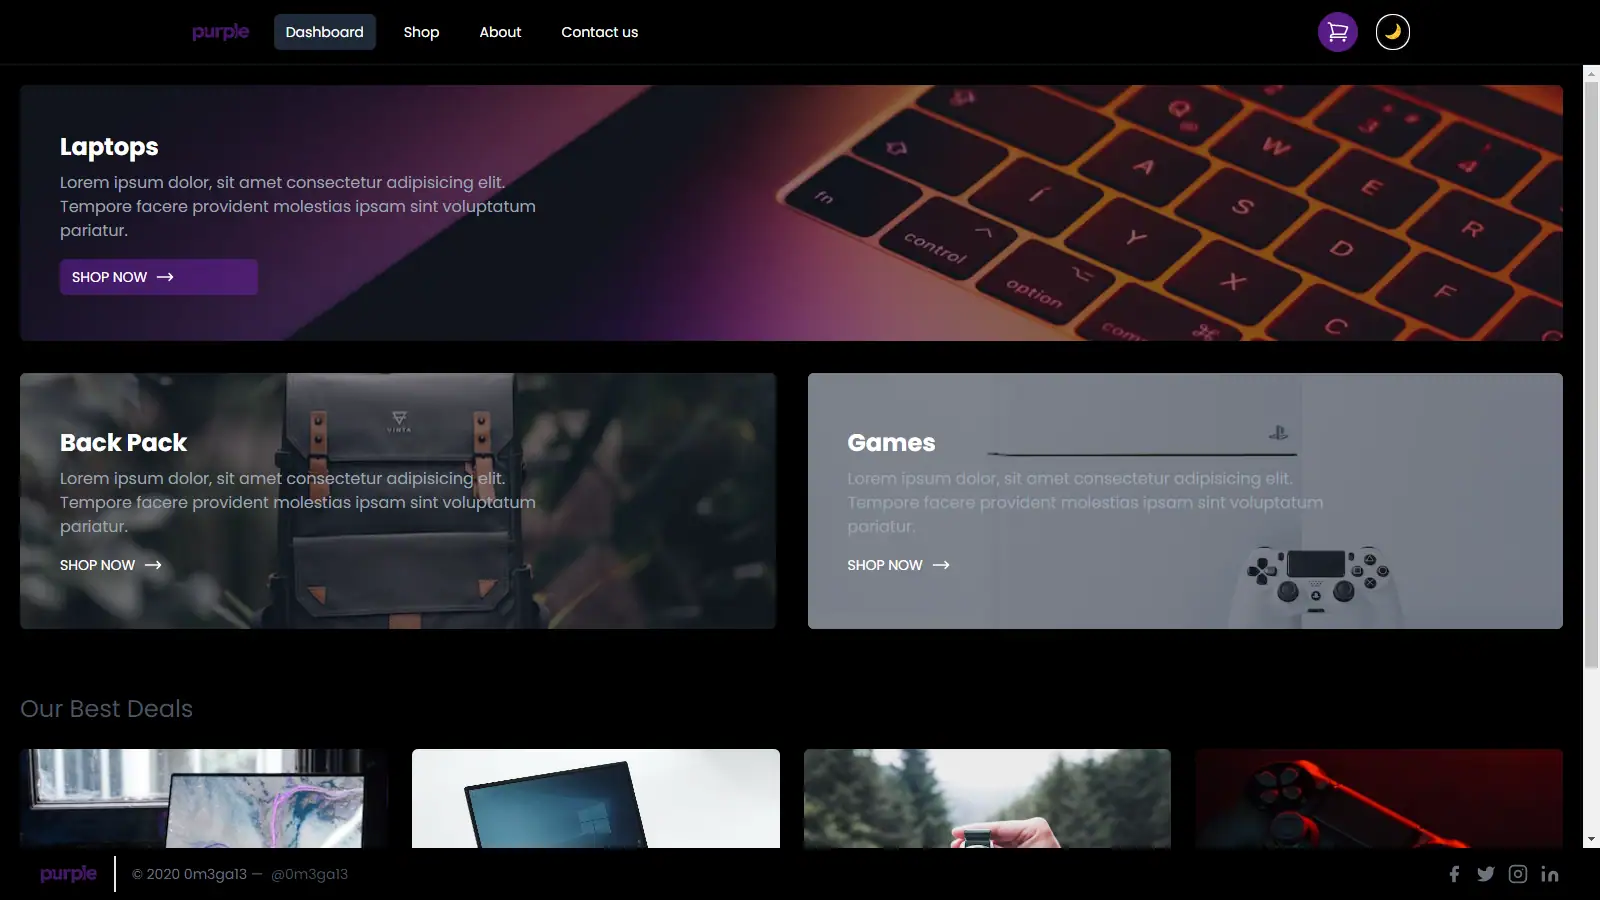 purple
Dashboard
Shop
About
Contact us
Laptops
Lorem ipsum dolor, sit amet consectetur adipisicing elit.
Tempore facere provident molestias ipsam sint voluptatum
pariatur.
SHOP NOW
fn
control
option
A
Q
W
3
4
Y
S
E
X
D
R
C
F
VINTA
Back Pack
Lorem ipsum dolor, sit amet consectetur adipisicing elit.
Tempore facere provident molestias ipsam sint voluptatum
pariatur.
SHOP NOW
Games
Lorem ipsum dolor, sit amet consectetur adipisicing elit.
Tempore facere provident molestias ipsam sint voluptatum
pariatur.
SHOP NOW
Our Best Deals
purple
© 2020 0m3ga13 — @0m3ga13